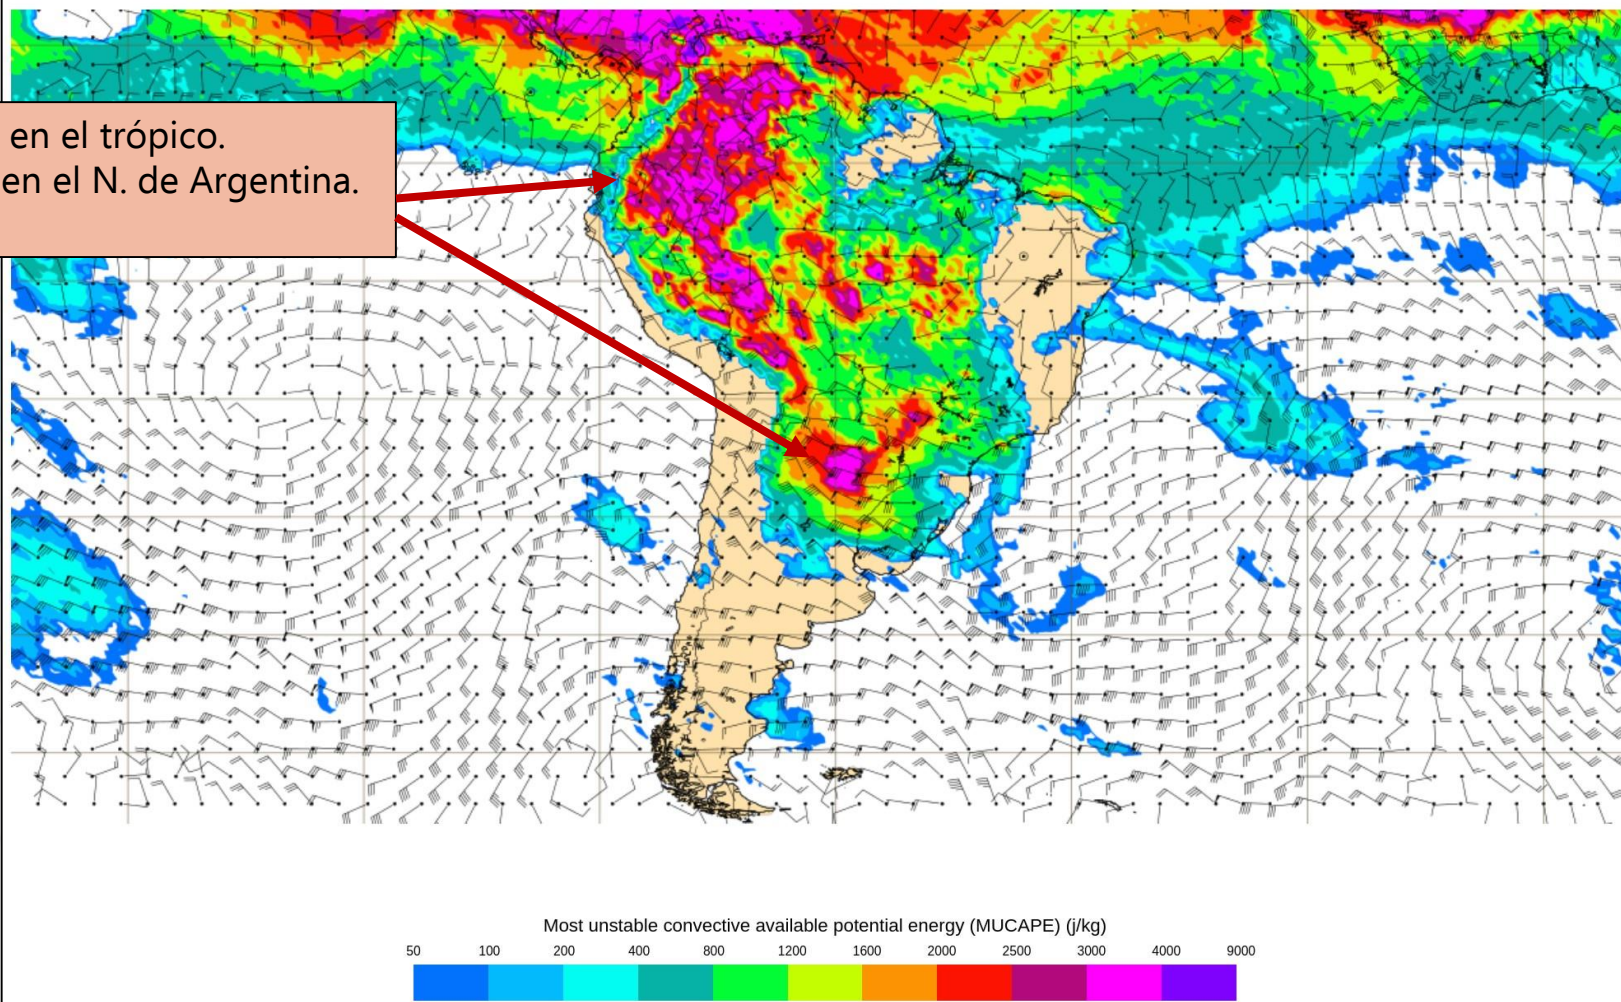 en el trópico.
en el N. de Argentina.
Most unstable convective available potential energy (MUCAPE) (j/kg)
50 100 200 400 800 1200 1600 2000 2500 3000 4000 9000